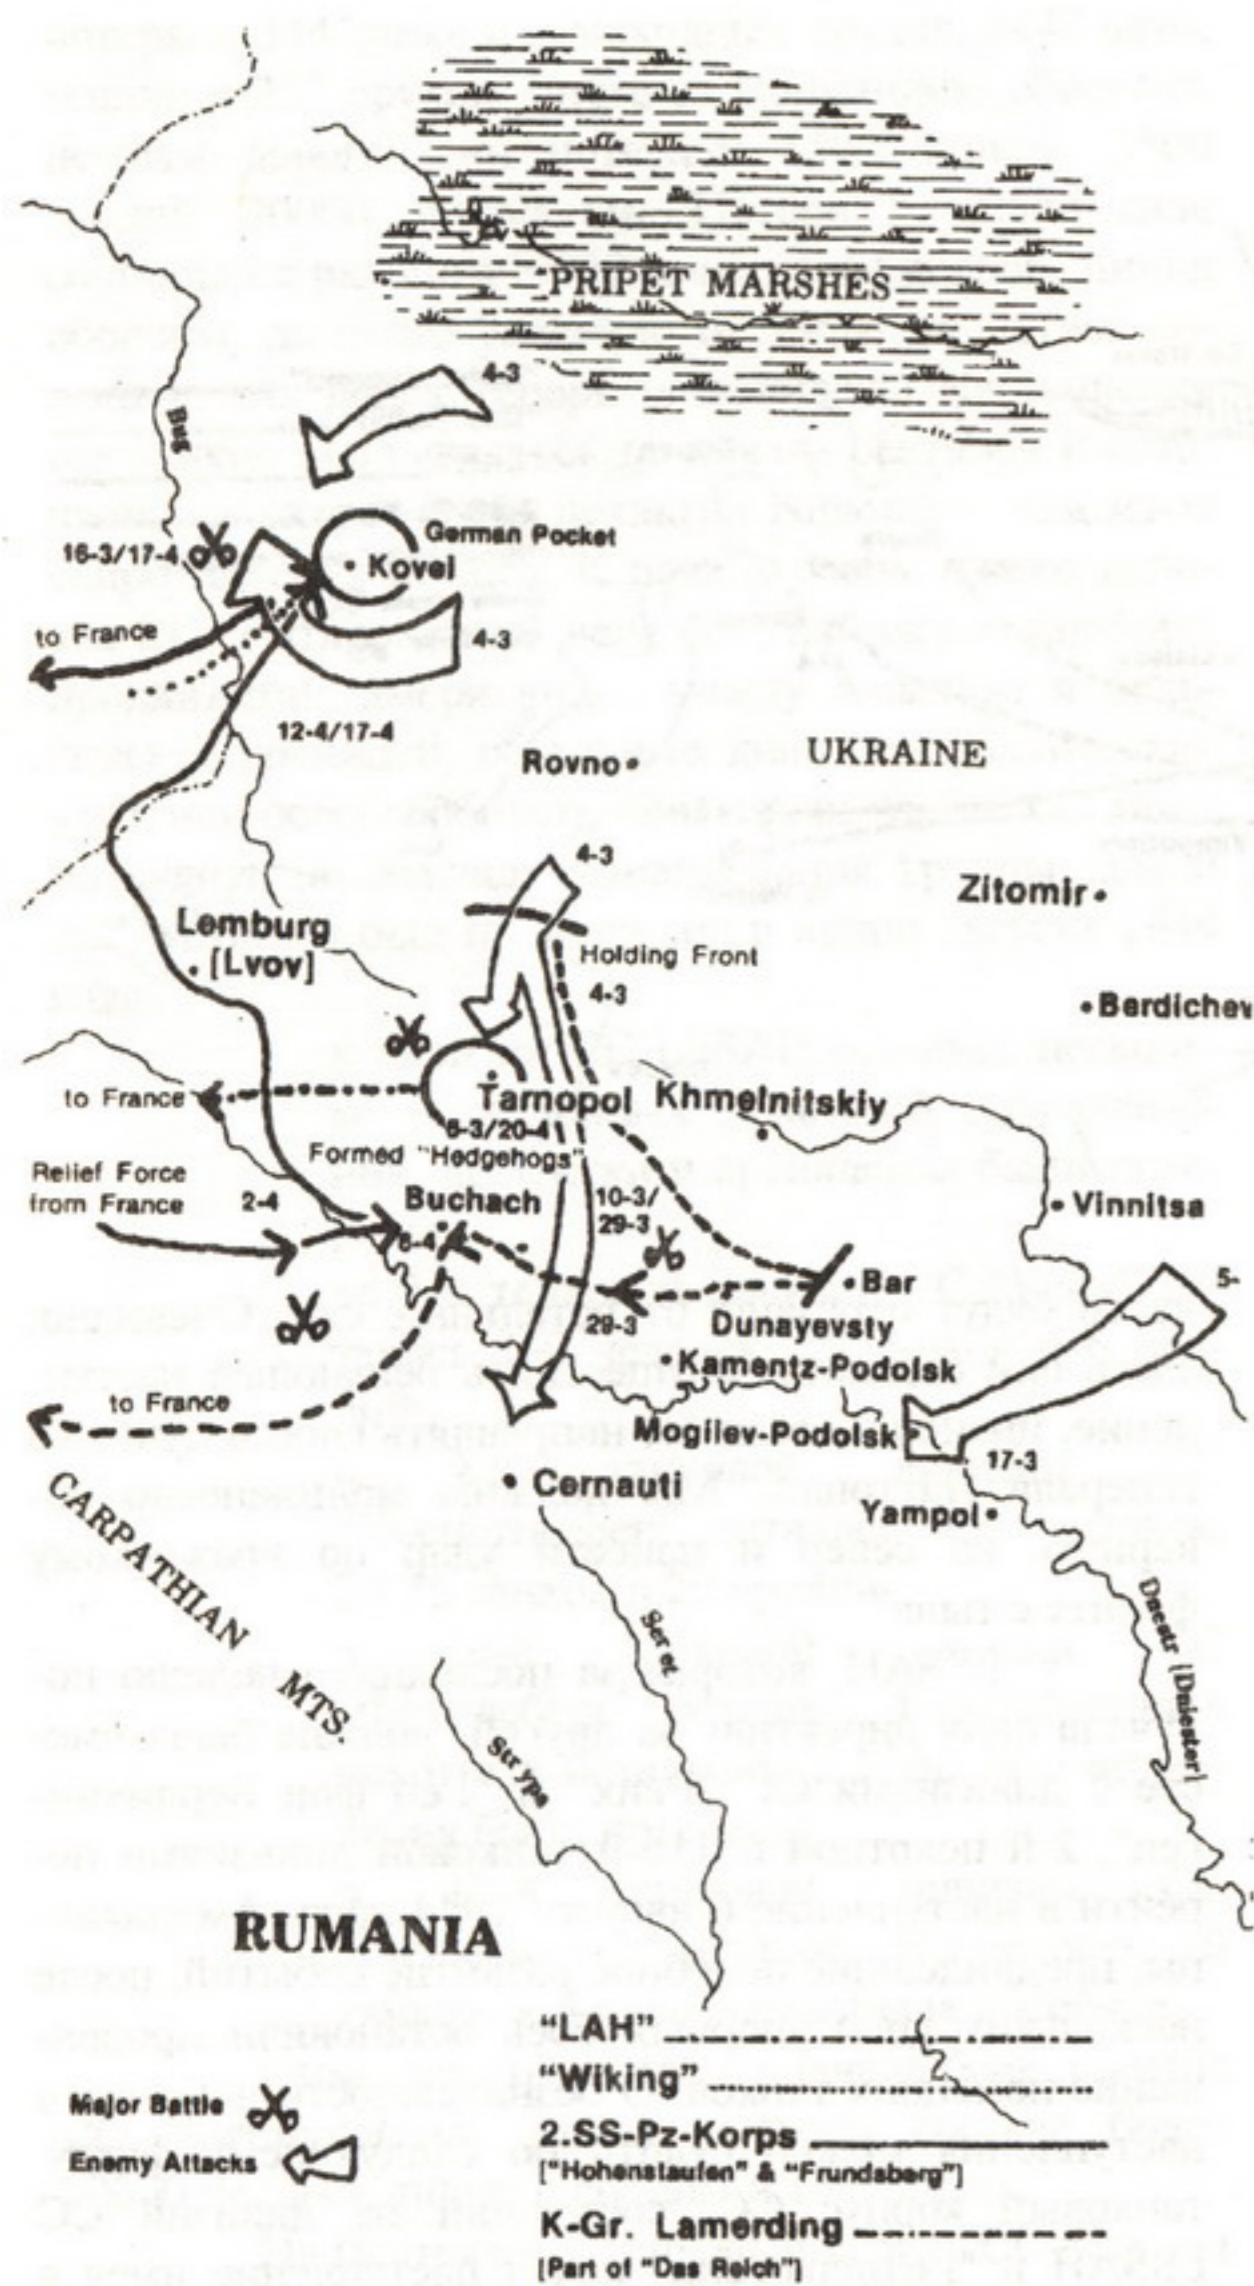 PRIPET MARSHES
4-3
Bug
German Pocket
16-3/17-4
Kovel
to France
4-3
12-4/17-4
Rovno
UKRAINE
4-3
Zitomir
Lemburg
[Lvov]
Holding Front
4-3
Berdichev
to France
Tarnopol
Khmelnitskiy
6-3/20-4
Formed "Hedgehogs"
Relief Force
from France
2-4
Buchach
10-3/
29-3
Vinnitsa
6-4
Bar
5-
29-3
Dunayevsty
Kamentz-Podolsk
to France
Mogilev-Podolsk
17-3
Cernauti
Yampol
CARPATHIAN MTS.
Seret
Strypa
Dnestr [Dniester]
RUMANIA
"LAH"
"Wiking"
Major Battle
2.SS-Pz-Korps
Enemy Attacks
["Hohenstaufen" & "Frundsberg"]
K-Gr. Lamerding
[Part of "Das Reich"]